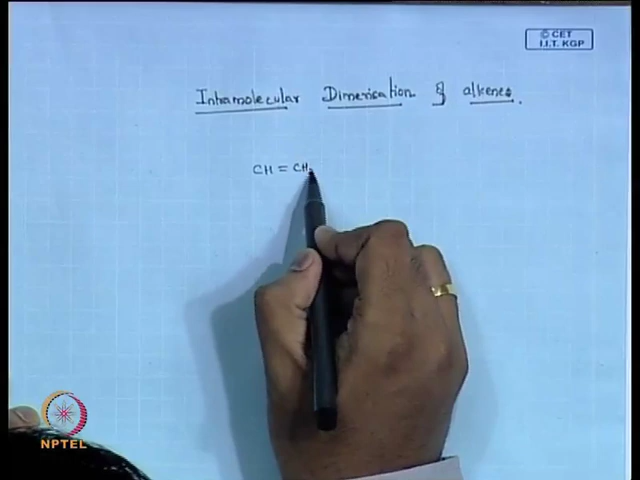 © CET
I.I.T. KGP
Intramolecular Dimerisation of alkenes.
CH = CH
NPTEL